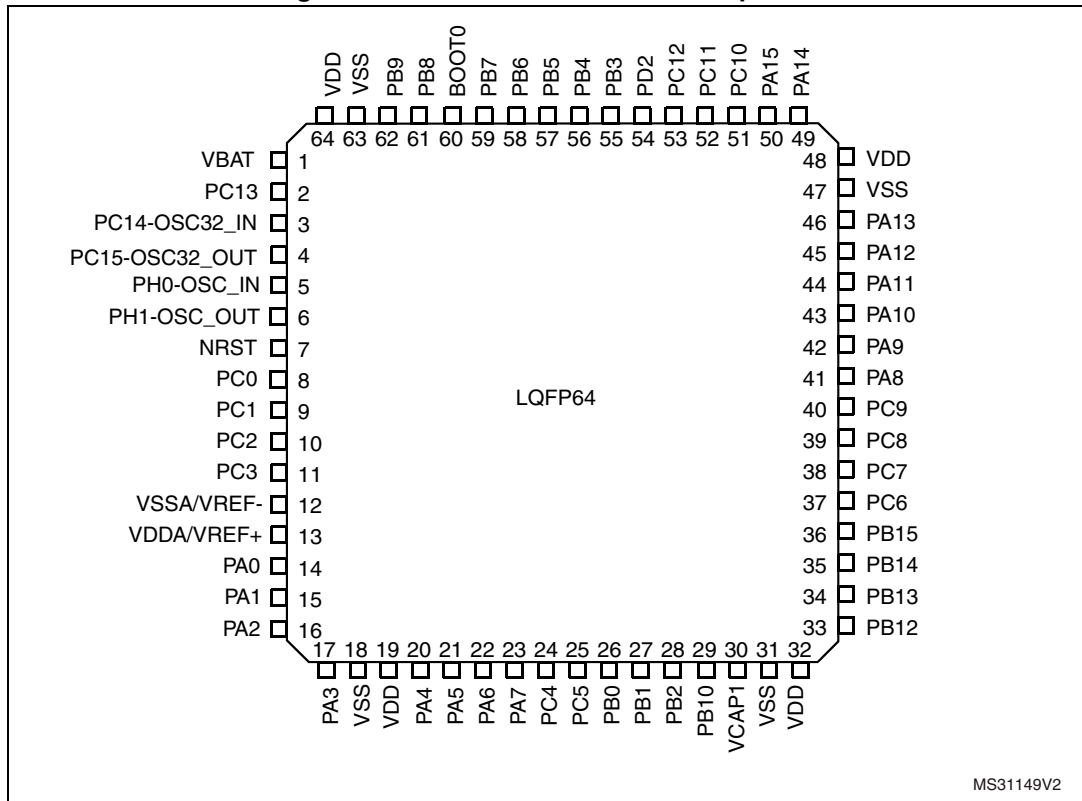 VDD
VSS
PB9
PB8
BOOT0
PB7
PB6
PB5
PB4
PB3
PD2
PC12
PC11
PC10
PA15
PA14
64 63 62 61 60 59 58 57 56 55 54 53 52 51 50 49
VBAT 1
PC13 2
PC14-OSC32_IN 3
PC15-OSC32_OUT 4
PH0-OSC_IN 5
PH1-OSC_OUT 6
NRST 7
PC0 8
PC1 9
PC2 10
PC3 11
VSSA/VREF- 12
VDDA/VREF+ 13
PA0 14
PA1 15
PA2 16
LQFP64
48 VDD
47 VSS
46 PA13
45 PA12
44 PA11
43 PA10
42 PA9
41 PA8
40 PC9
39 PC8
38 PC7
37 PC6
36 PB15
35 PB14
34 PB13
33 PB12
17 18 19 20 21 22 23 24 25 26 27 28 29 30 31 32
PA3
VSS
VDD
PA4
PA5
PA6
PA7
PC4
PC5
PB0
PB1
PB2
PB10
VCAP1
VSS
VDD
MS31149V2